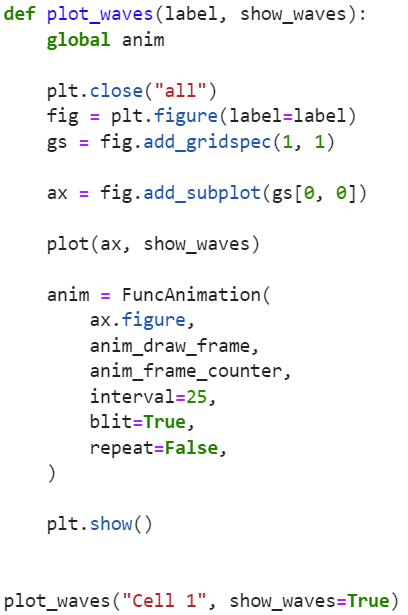 def plot_waves(label, show_waves):
    global anim

    plt.close("all")
    fig = plt.figure(label=label)
    gs = fig.add_gridspec(1, 1)

    ax = fig.add_subplot(gs[0, 0])

    plot(ax, show_waves)

    anim = FuncAnimation(
        ax.figure,
        anim_draw_frame,
        anim_frame_counter,
        interval=25,
        blit=True,
        repeat=False,
    )

    plt.show()


plot_waves("Cell 1", show_waves=True)